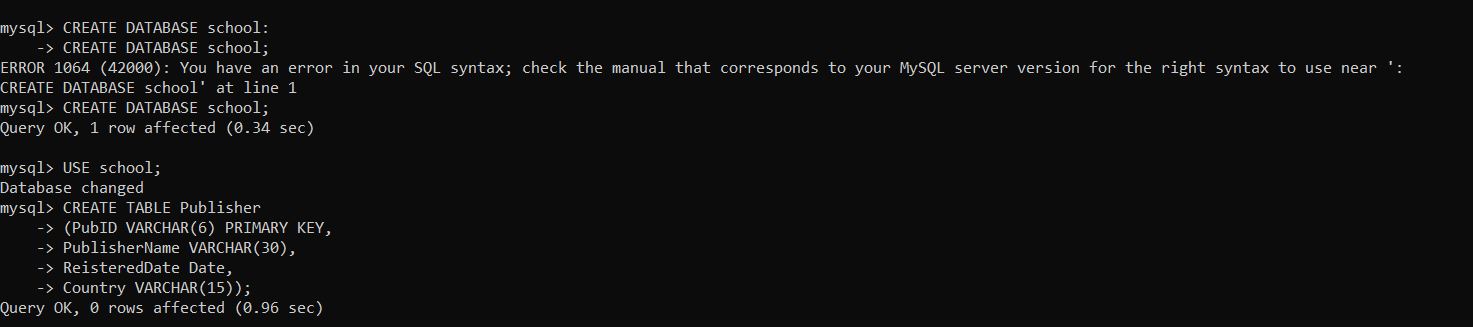 mysql> CREATE DATABASE school:
    -> CREATE DATABASE school;
ERROR 1064 (42000): You have an error in your SQL syntax; check the manual that corresponds to your MySQL server version for the right syntax to use near ':
CREATE DATABASE school' at line 1
mysql> CREATE DATABASE school;
Query OK, 1 row affected (0.34 sec)

mysql> USE school;
Database changed
mysql> CREATE TABLE Publisher
    -> (PubID VARCHAR(6) PRIMARY KEY,
    -> PublisherName VARCHAR(30),
    -> ReisteredDate Date,
    -> Country VARCHAR(15));
Query OK, 0 rows affected (0.96 sec)